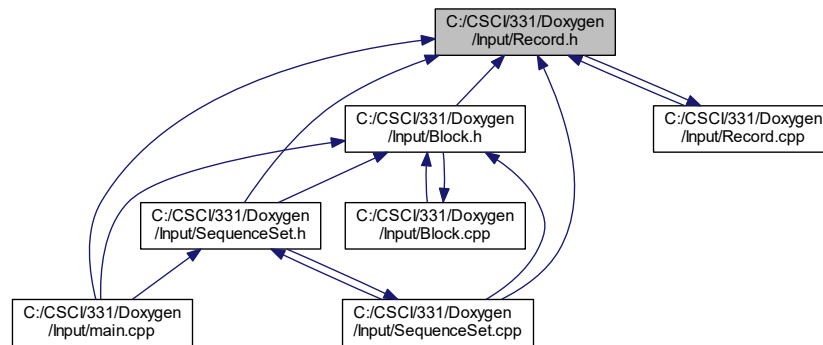 C:/CSCI/331/Doxygen
/Input/Record.h
C:/CSCI/331/Doxygen
/Input/Block.h
C:/CSCI/331/Doxygen
/Input/Record.cpp
C:/CSCI/331/Doxygen
/Input/SequenceSet.h
C:/CSCI/331/Doxygen
/Input/Block.cpp
C:/CSCI/331/Doxygen
/Input/main.cpp
C:/CSCI/331/Doxygen
/Input/SequenceSet.cpp